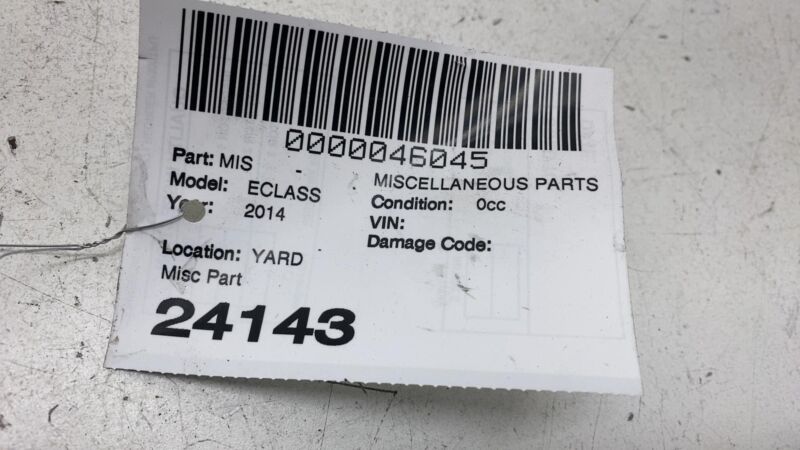 0000046045
Part: MIS - MISCELLANEOUS PARTS
Model: ECLASS Condition: 0cc
Year: 2014 VIN:
Damage Code:
Location: YARD
Misc Part
24143